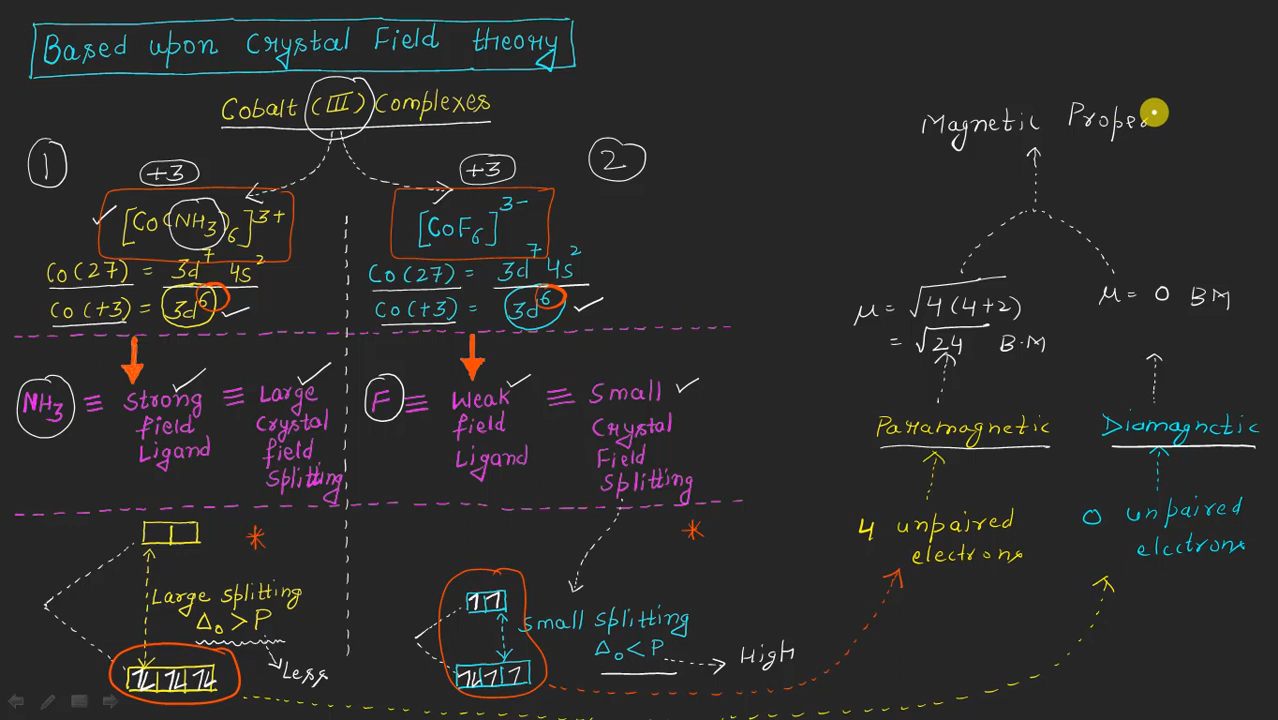 Based upon Crystal Field theory
Cobalt (III) Complexes
1
+3
[Co(NH3)6]3+
Co(27) = 3d7 4s2
Co(+3) = 3d6
2
+3
[CoF6]3-
Co(27) = 3d7 4s2
Co(+3) = 3d6
NH3 ≡ Strong field Ligand ≡ Large Crystal field Splitting
F ≡ Weak field Ligand ≡ Small Crystal Field Splitting
*
Large splitting
Δo > P
Less
*
Small splitting
Δo < P
High
Magnetic Proper
μ = √4(4+2)
= √24 B.M
μ = 0 BM
Paramagnetic
Diamagnetic
4 unpaired
electrons
0 unpaired
electrons